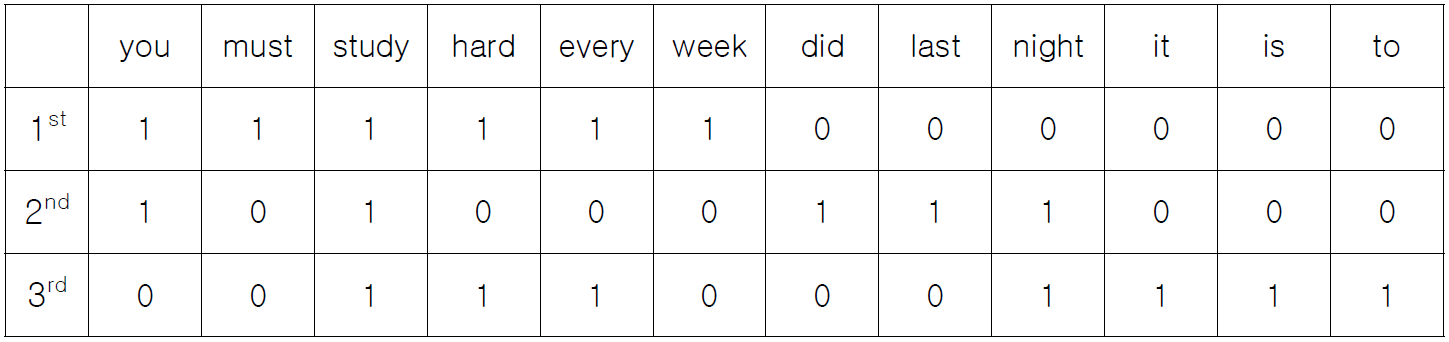 you must study hard every week did last night it is to
1st 1 1 1 1 1 1 0 0 0 0 0 0
2nd 1 0 1 0 0 0 1 1 1 0 0 0
3rd 0 0 1 1 1 0 0 0 1 1 1 1